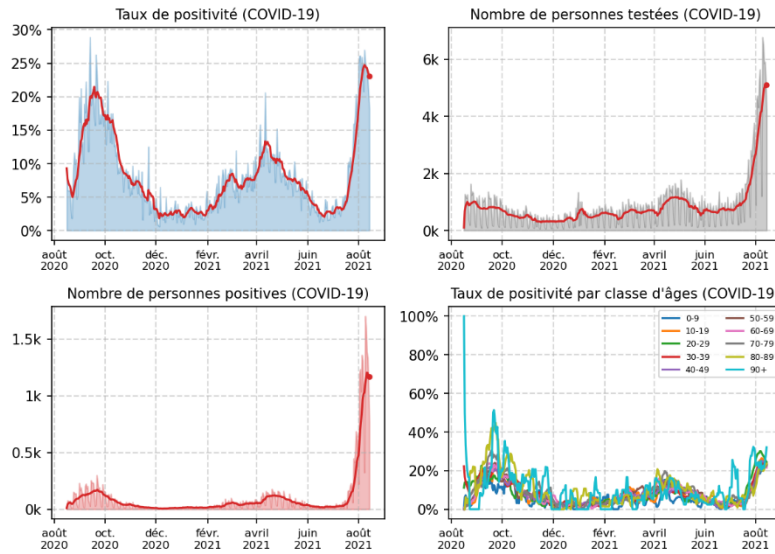 Taux de positivité (COVID-19)
30%
25%
20%
15%
10%
5%
0%
août 2020
oct.
déc.
févr. 2021
avril 2021
juin 2021
août 2021
Nombre de personnes testées (COVID-19)
6k
4k
2k
0k
août 2020
oct. 2020
déc. 2020
févr. 2021
avril 2021
juin 2021
août 2021
Nombre de personnes positives (COVID-19)
1.5k
1k
0.5k
0k
août 2020
oct. 2020
déc. 2020
févr. 2021
avril 2021
juin 2021
août 2021
Taux de positivité par classe d'âges (COVID-19
100%
80%
60%
40%
20%
0%
0-9
10-19
20-29
30-39
40-49
50-59
60-69
70-79
80-89
90+
août 2020
oct. 2020
déc. 2020
févr. 2021
avril 2021
juin 2021
août 2021